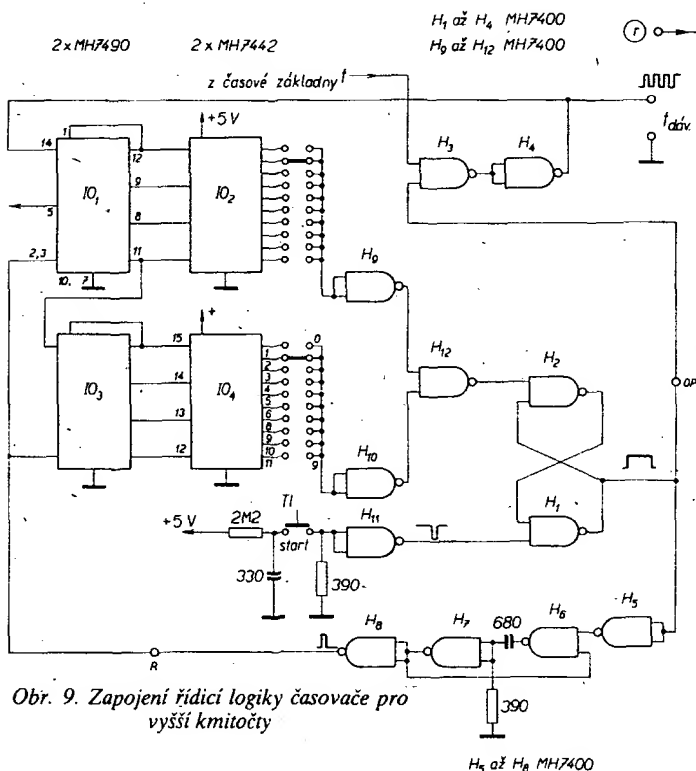 H₁ až H₄ MH7400
2 x MH7490 2 x MH7442
H₉ až H₁₂ MH7400
r
z časové základny f
+5V
f dáv.
1
14
12
9
5
8
2,3
11
10, 7
IO₁
IO₂
H₃
H₄
H₉
+
15
14
13
12
IO₃
IO₄
0
1
2
3
4
5
6
8
9
10
11
9
H₁₂
H₂
OP
H₁₀
+5 V
2M2
Tl
start
330
390
H₁₁
H₁
H₈
H₇
680
H₆
H₅
R
390
Obr. 9. Zapojení řídicí logiky časovače pro
vyšší kmitočty
H₅ až H₈ MH7400